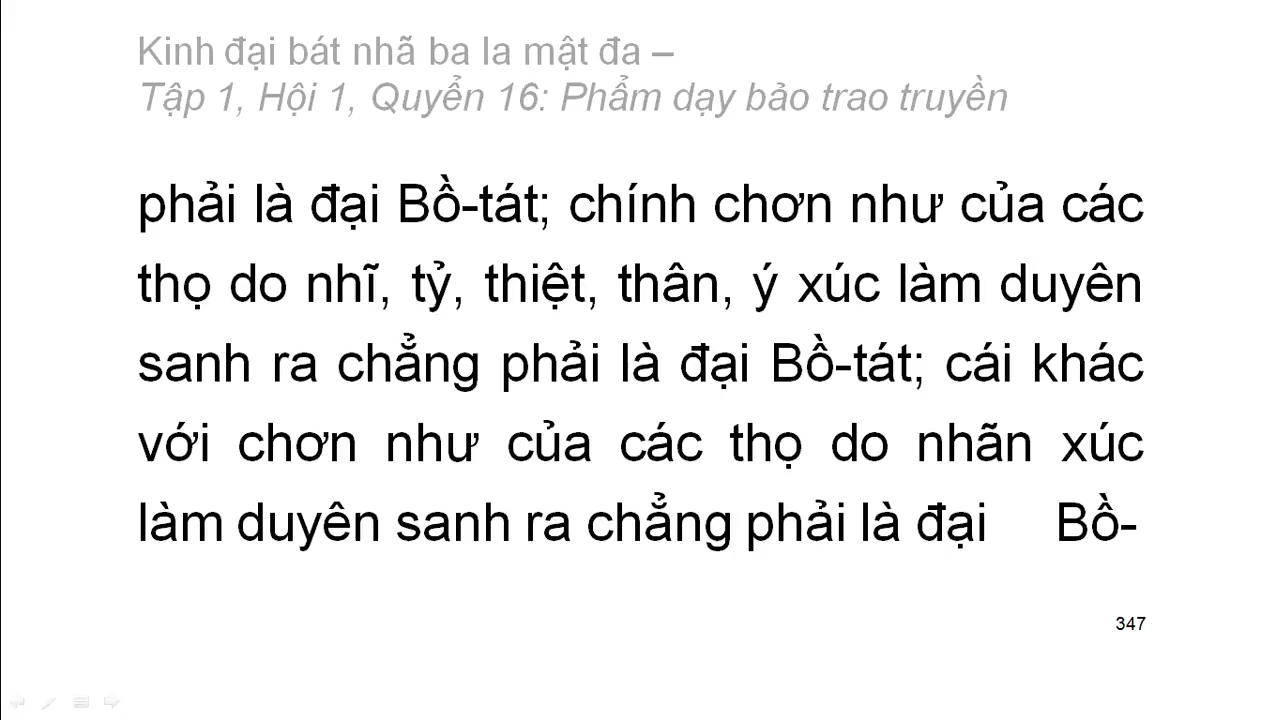 Kinh đại bát nhã ba la mật đa –
Tập 1, Hội 1, Quyển 16: Phẩm dạy bảo trao truyền
phải là đại Bồ-tát; chính chơn như của các
thọ do nhĩ, tỷ, thiệt, thân, ý xúc làm duyên
sanh ra chẳng phải là đại Bồ-tát; cái khác
với chơn như của các thọ do nhãn xúc
làm duyên sanh ra chẳng phải là đại Bồ-
347